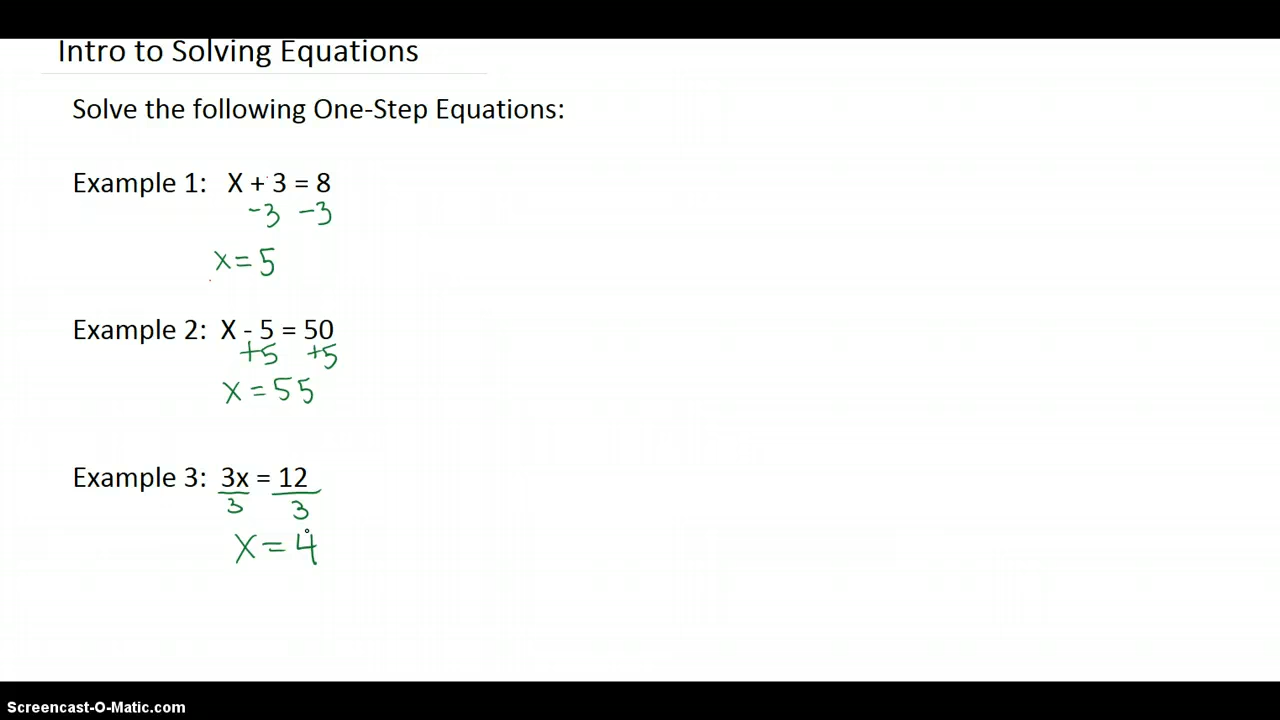 Intro to Solving Equations
Solve the following One-Step Equations:
Example 1: X + 3 = 8
-3 -3
x = 5
Example 2: X - 5 = 50
+5 +5
x = 55
Example 3: 3x = 12
3 3
x = 4
Screencast-O-Matic.com